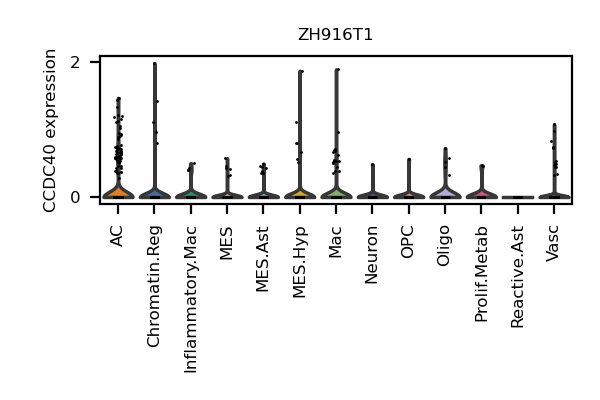 ZH916T1
CCDC40 expression
2
0
AC
Chromatin.Reg
Inflammatory.Mac
MES
MES.Ast
MES.Hyp
Mac
Neuron
OPC
Oligo
Prolif.Metab
Reactive.Ast
Vasc